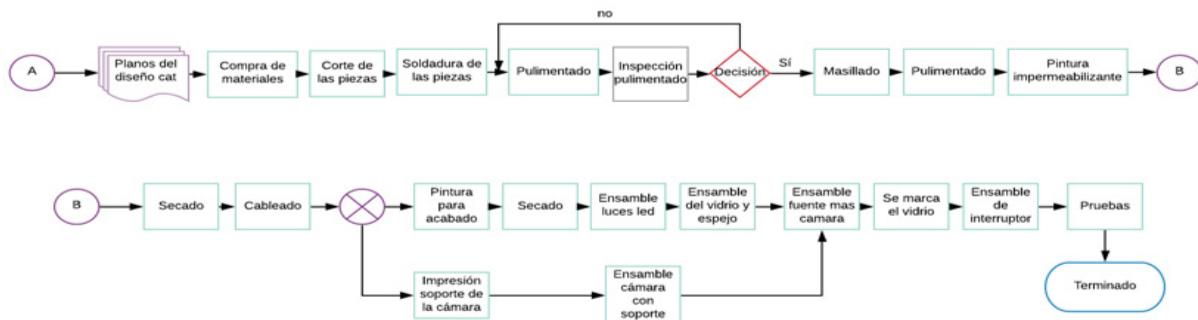 no
A
Planos del
diseño cat
Compra de
materiales
Corte de
las piezas
Soldadura de
las piezas
Pulimentado
Inspección
pulimentado
Decisión
Sí
Masillado
Pulimentado
Pintura
impermeabilizante
B
B
Secado
Cableado
Pintura
para
acabado
Secado
Ensamble
luces led
Ensamble
del vidrio y
espejo
Ensamble
fuente mas
camara
Se marca
el vidrio
Ensamble
de
interruptor
Pruebas
Impresión
soporte de
la cámara
Ensamble
cámara
con
soporte
Terminado